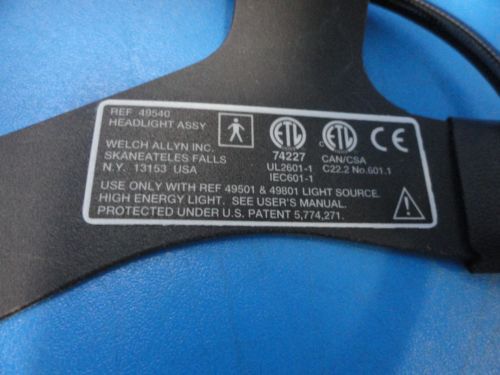 REF 49540
HEADLIGHT ASSY
WELCH ALLYN INC.
SKANEATELES FALLS
N.Y. 13153 USA
ETL
74227
UL2601-1
IEC601-1
C ETL
CAN/CSA
C22.2 No.601.1
CE
USE ONLY WITH REF 49501 & 49801 LIGHT SOURCE.
HIGH ENERGY LIGHT. SEE USER'S MANUAL.
PROTECTED UNDER U.S. PATENT 5,774,271.